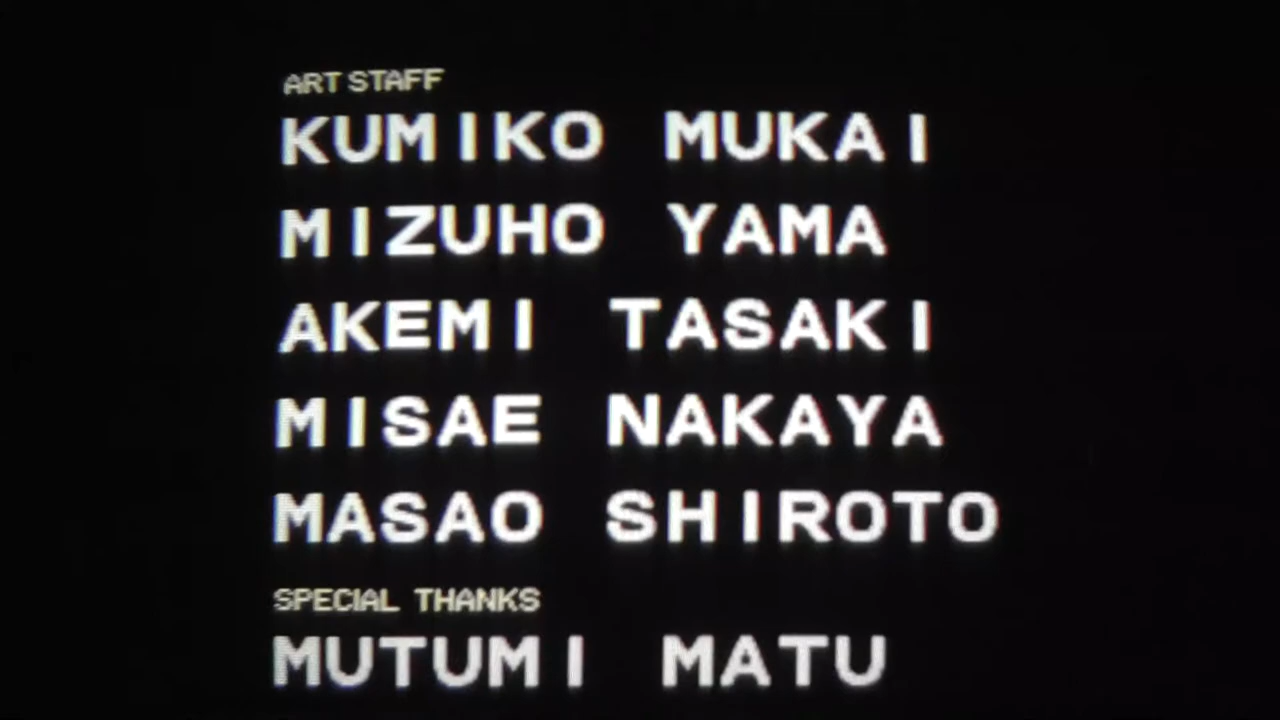 ART STAFF
KUMIKO MUKAI
MIZUHO YAMA
AKEMI TASAKI
MISAE NAKAYA
MASAO SHIROTO
SPECIAL THANKS
MUTUMI MATU